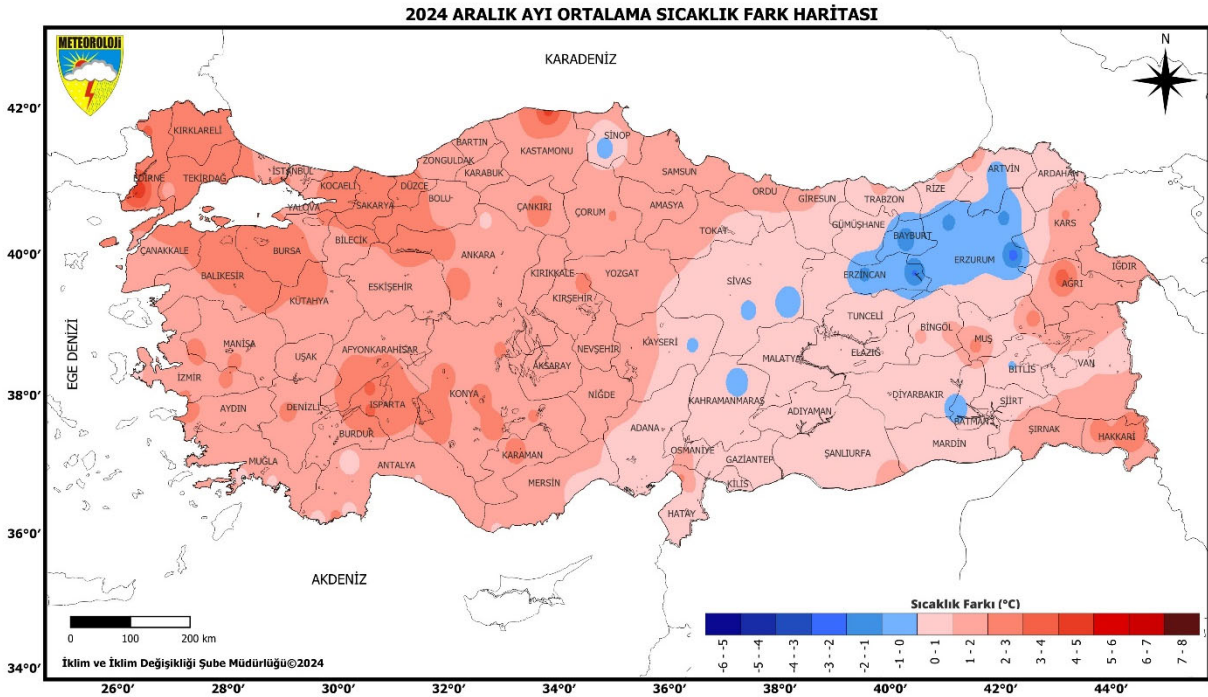 2024 ARALIK AYI ORTALAMA SICAKLIK FARK HARİTASI
METEOROLOJİ
KARADENİZ
N
42°0'
40°0'
38°0'
36°0'
34°0'
EGE DENİZİ
KIRKLARELİ
EDİRNE
TEKİRDAĞ
İSTANBUL
KOCAELİ
YALOVA
SAKARYA
DÜZCE
BOLU
ZONGULDAK
BARTIN
KARABUK
KASTAMONU
SİNOP
ÇANKIRI
ÇORUM
SAMSUN
AMASYA
ORDU
GİRESUN
TOKAY
TRABZON
GÜMÜŞHANE
RİZE
ARTVİN
ARDAHAN
KARS
BAYBURT
ERZURUM
ERZİNCAN
IĞDIR
AĞRI
ÇANAKKALE
BURSA
BİLECİK
BALIKESİR
KÜTAHYA
ESKİŞEHİR
ANKARA
KIRIKKALE
YOZGAT
KIRŞEHİR
SİVAS
TUNCELİ
BİNGÖL
MUŞ
MANİSA
UŞAK
AFYONKARAHİSAR
AKSARAY
NEVŞEHİR
KAYSERİ
MALATYA
ELAZIĞ
BİTLİS
VAN
İZMİR
AYDIN
DENİZLİ
ISPARTA
KONYA
NİĞDE
KAHRAMANMARAŞ
ADIYAMAN
DİYARBAKIR
BATMAN
SİİRT
ŞIRNAK
HAKKARİ
BURDUR
MUĞLA
ANTALYA
KARAMAN
MERSİN
ADANA
OSMANİYE
GAZİANTEP
KİLİS
ŞANLIURFA
MARDİN
HATAY
AKDENİZ
0 100 200 km
İklim ve İklim Değişikliği Şube Müdürlüğü©2024
Sıcaklık Farkı (°C)
-6 - -5
-5 - -4
-4 - -3
-3 - -2
-2 - -1
-1 - 0
0 - 1
1 - 2
2 - 3
3 - 4
4 - 5
5 - 6
6 - 7
7 - 8
26°0' 28°0' 30°0' 32°0' 34°0' 36°0' 38°0' 40°0' 42°0' 44°0'